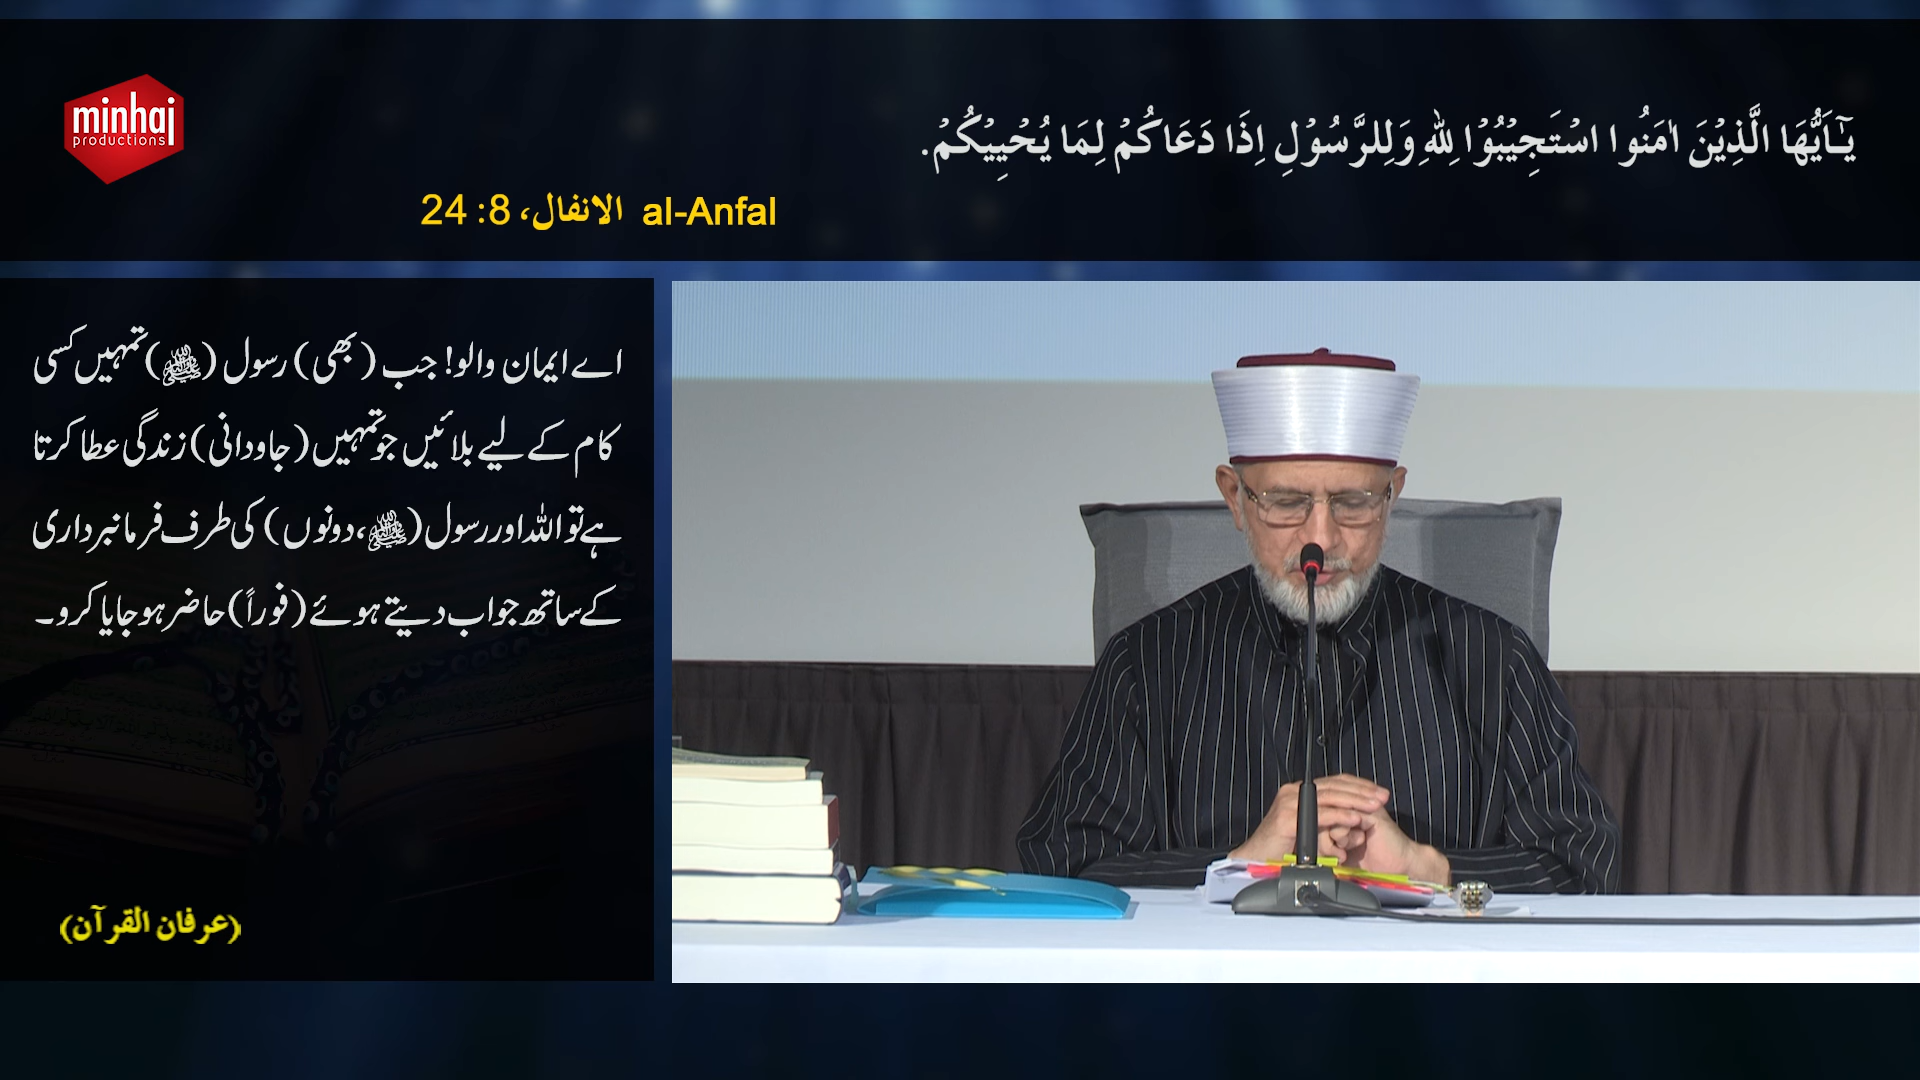 minhaj
productions
يٰٓـاَيُّهَا الَّذِيْنَ اٰمَنُوا اسْتَجِيْبُوْا لِلّٰهِ وَلِلرَّسُوْلِ اِذَا دَعَاكُمْ لِمَا يُحْيِيْكُمْ.
al-Anfal الانفال، 8: 24
اے ایمان والو! جب (بھی) رسول (ﷺ) تمہیں کسی
کام کے لیے بلائیں جو تمہیں (جاودانی) زندگی عطا کرتا
ہے تو اللہ اور رسول (ﷺ، دونوں) کی طرف فرمانبرداری
کے ساتھ جواب دیتے ہوئے (فوراً) حاضر ہو جایا کرو۔
(عرفان القرآن)